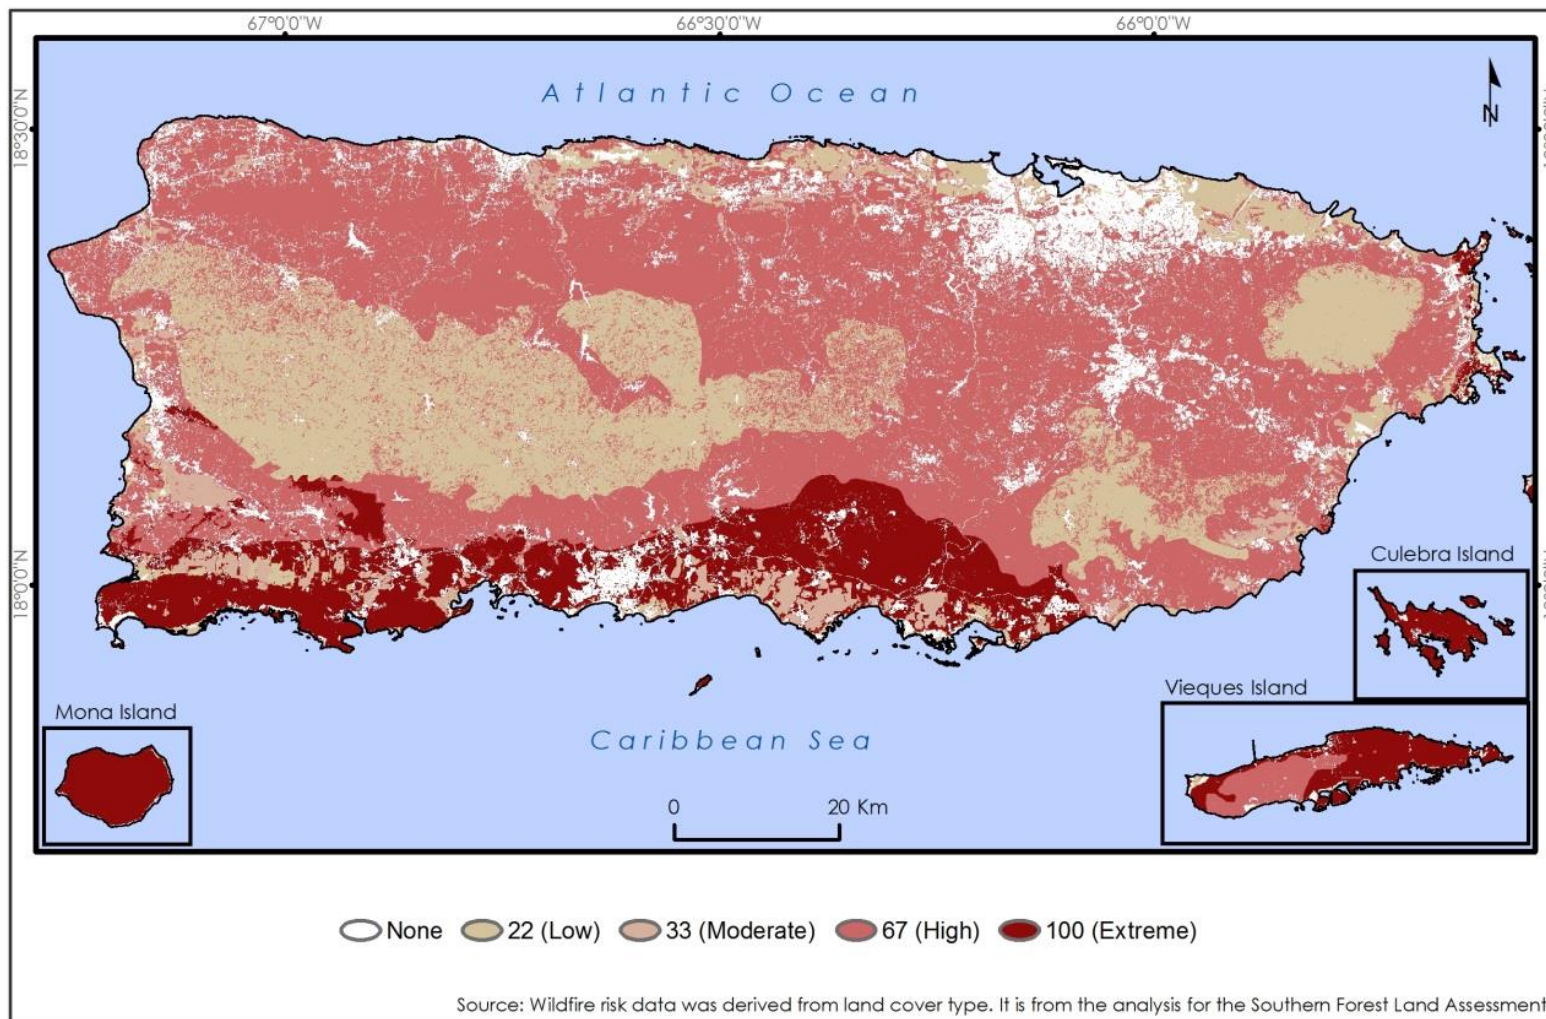 67°0'0"W 66°30'0"W 66°0'0"W
Atlantic Ocean
N
18°30'0"N
18°0'0"N
Culebra Island
Vieques Island
Mona Island
Caribbean Sea
0 20 Km
None 22 (Low) 33 (Moderate) 67 (High) 100 (Extreme)
Source: Wildfire risk data was derived from land cover type. It is from the analysis for the Southern Forest Land Assessment